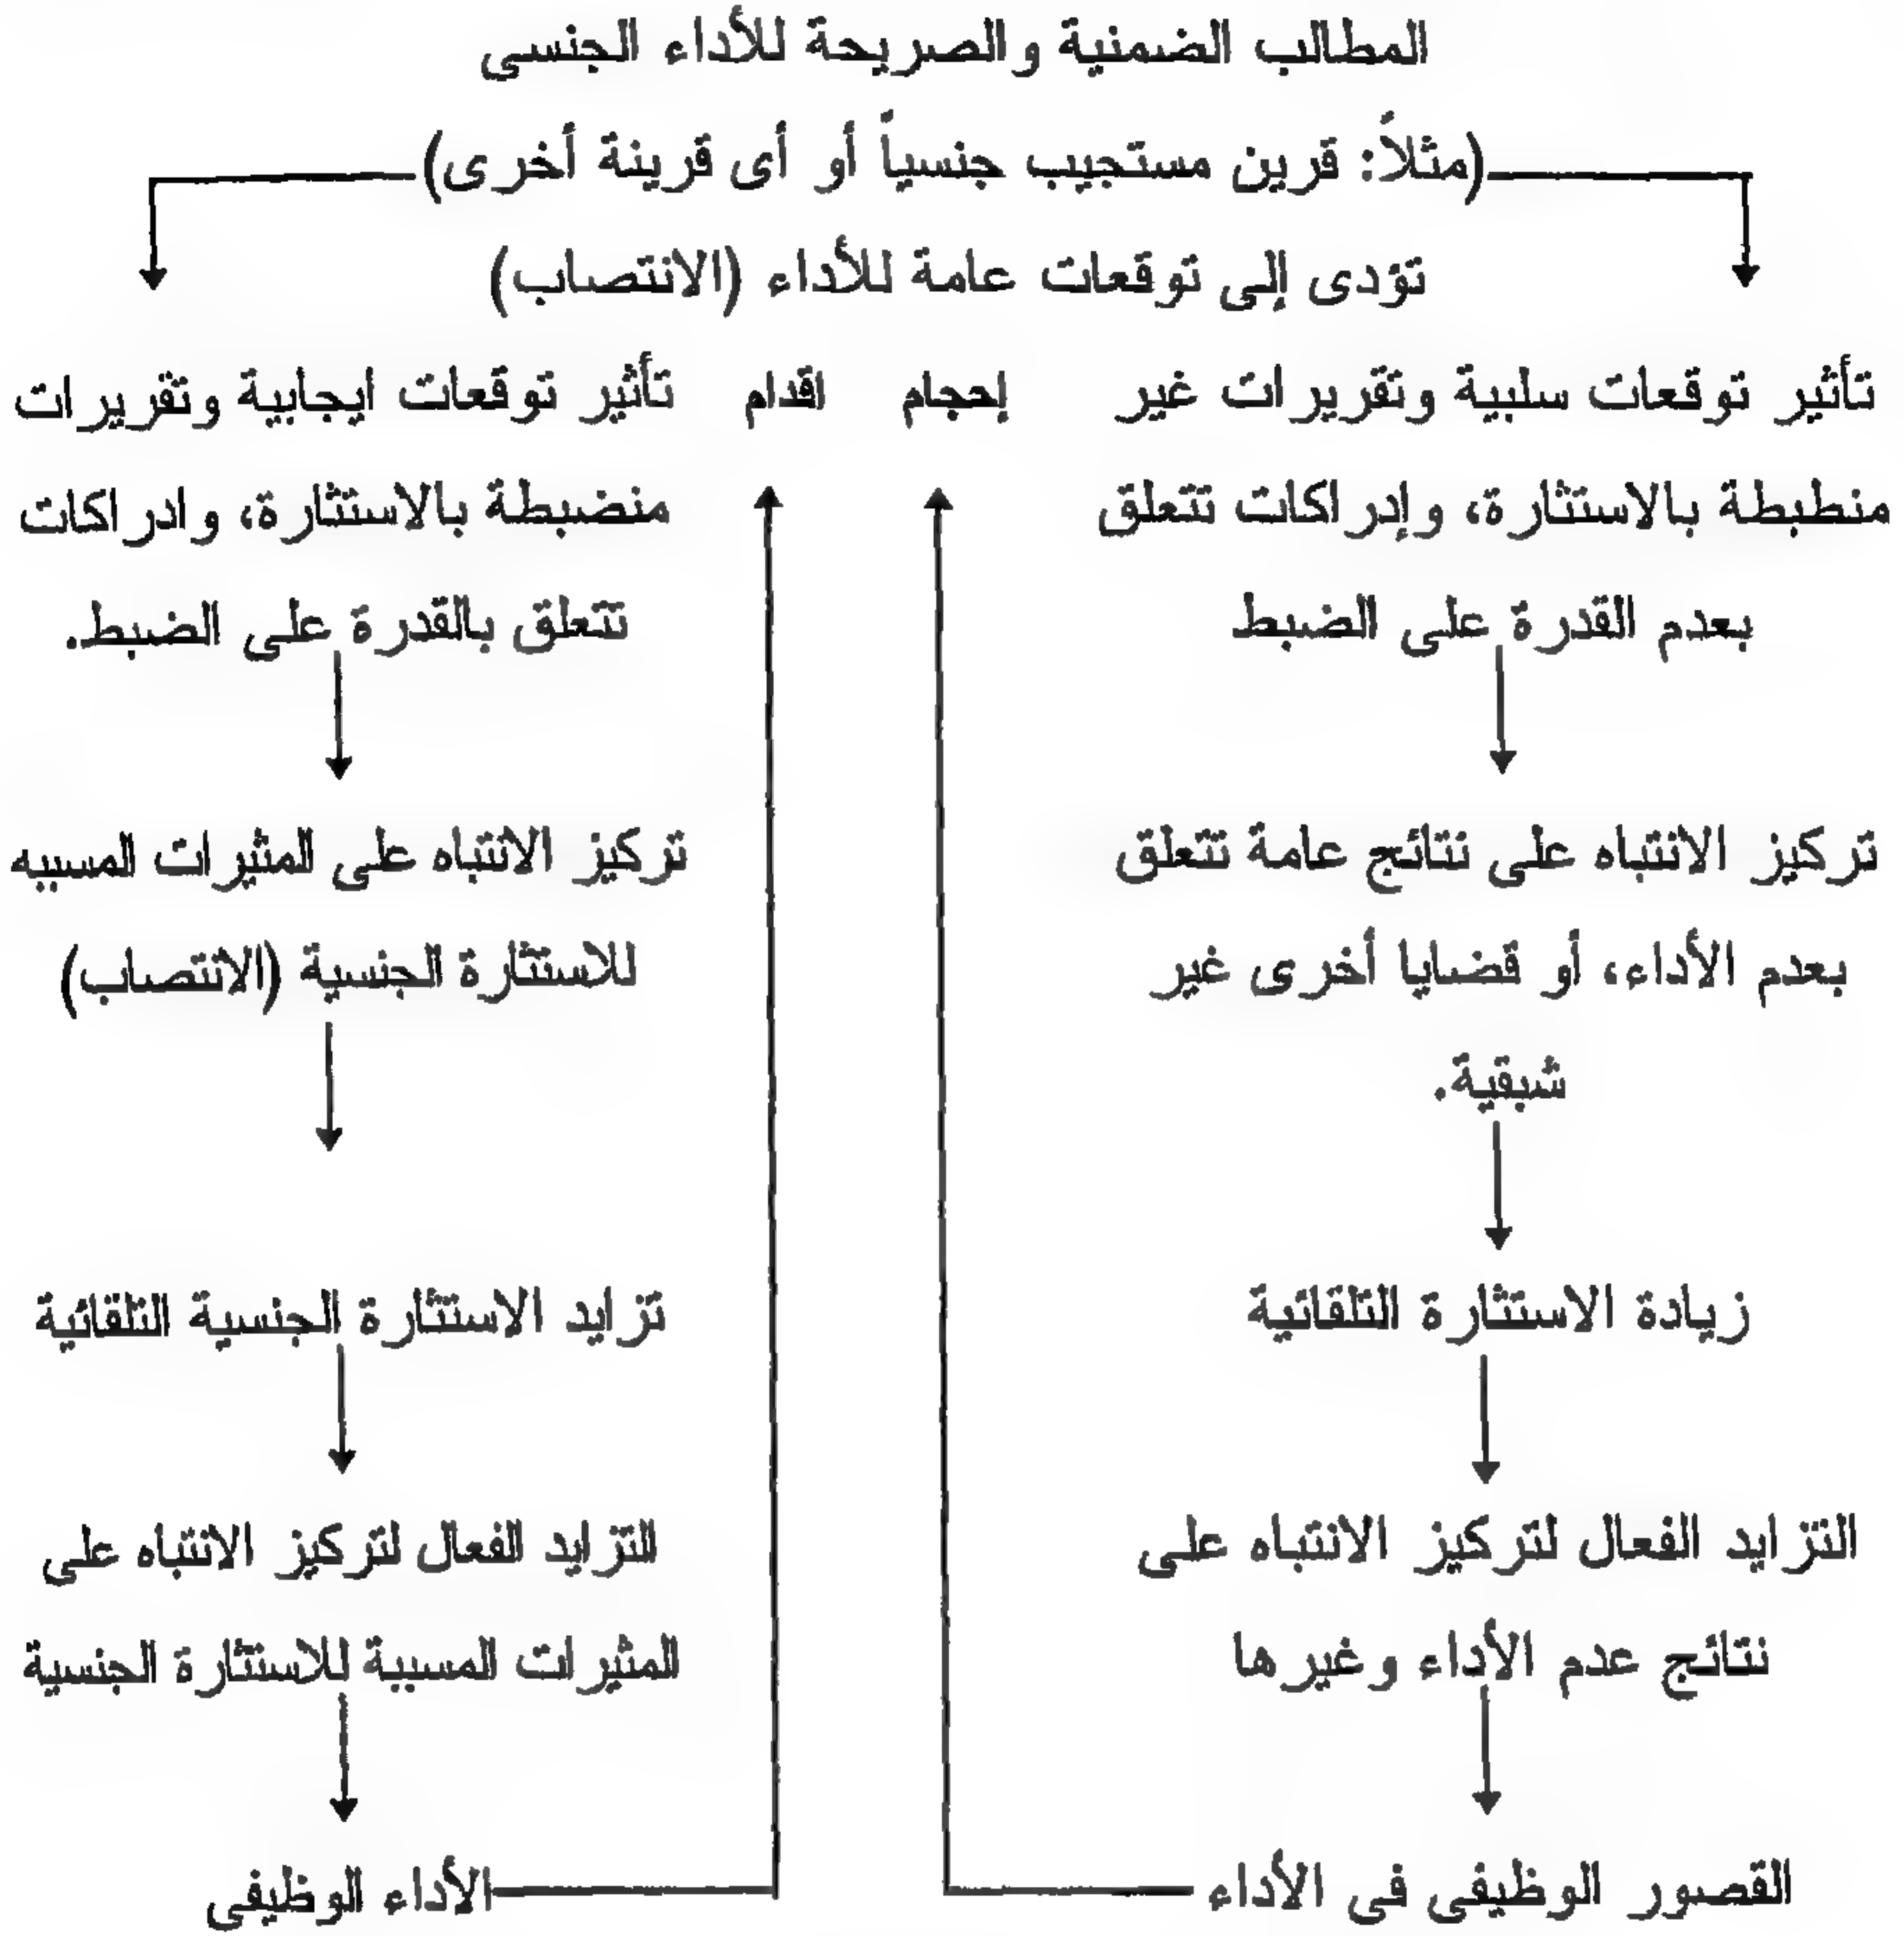 المطالب الضمنية والصريحة للأداء الجنسى
(مثلاً: قرين مستجيب جنسياً أو أى قرينة أخرى)
تؤدى إلى توقعات عامة للأداء (الانتصاب)
تأثير توقعات سلبية وتقريرات غير
منطبطة بالاستثارة، وإدراكات تتعلق
بعدم القدرة على الضبط
تركيز الانتباه على نتائج عامة تتعلق
بعدم الأداء، أو قضايا أخرى غير
شبقية.
زيادة الاستثارة التلقائية
التزايد الفعال لتركيز الانتباه على
نتائج عدم الأداء وغيرها
القصور الوظيفى فى الأداء
إحجام
اقدام
تأثير توقعات ايجابية وتقريرات
منضبطة بالاستثارة، وادراكات
تتعلق بالقدرة على الضبط.
تركيز الانتباه على المثيرات المسببه
للاستثارة الجنسية (الانتصاب)
تزايد الاستثارة الجنسية التلقائية
التزايد الفعال لتركيز الانتباه على
المثيرات المسببة للاستثارة الجنسية
الأداء الوظيفى